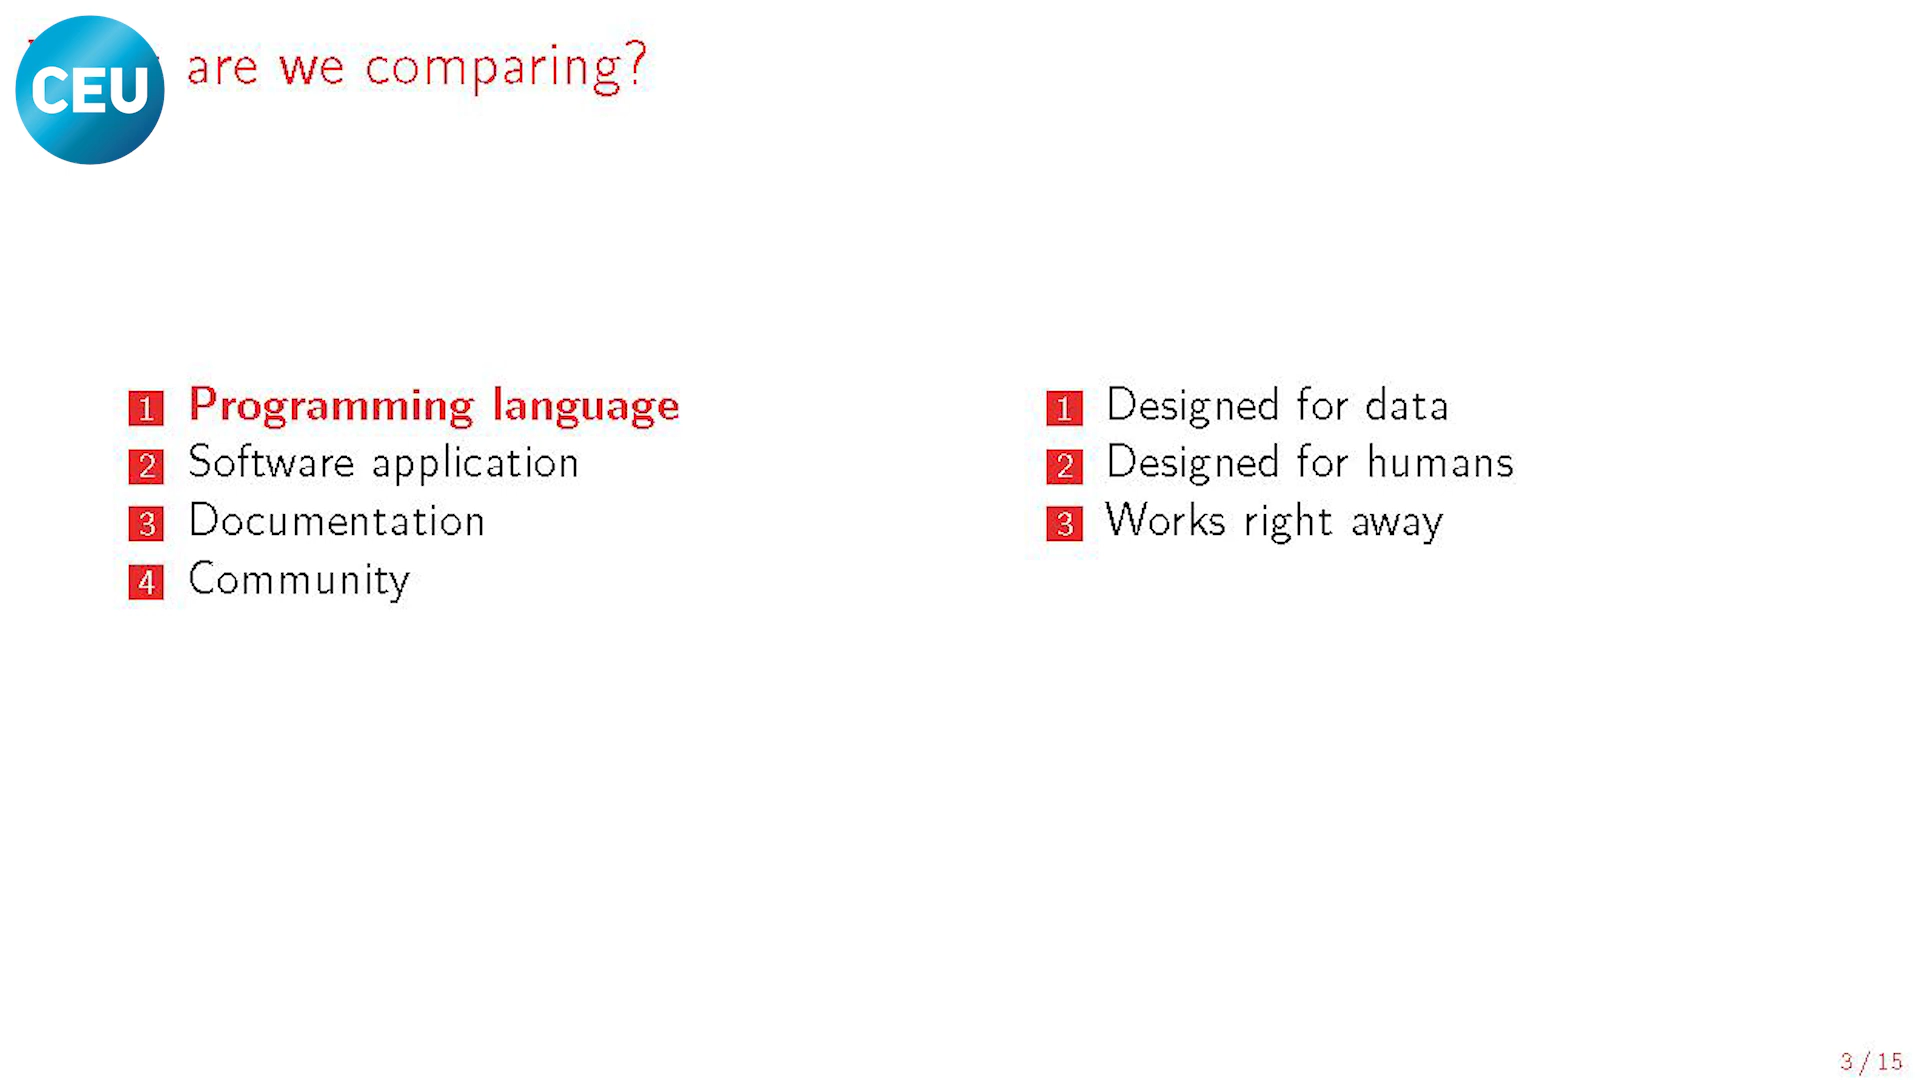 CEU
are we comparing?
1 Programming language
2 Software application
3 Documentation
4 Community
1 Designed for data
2 Designed for humans
3 Works right away
3 / 15